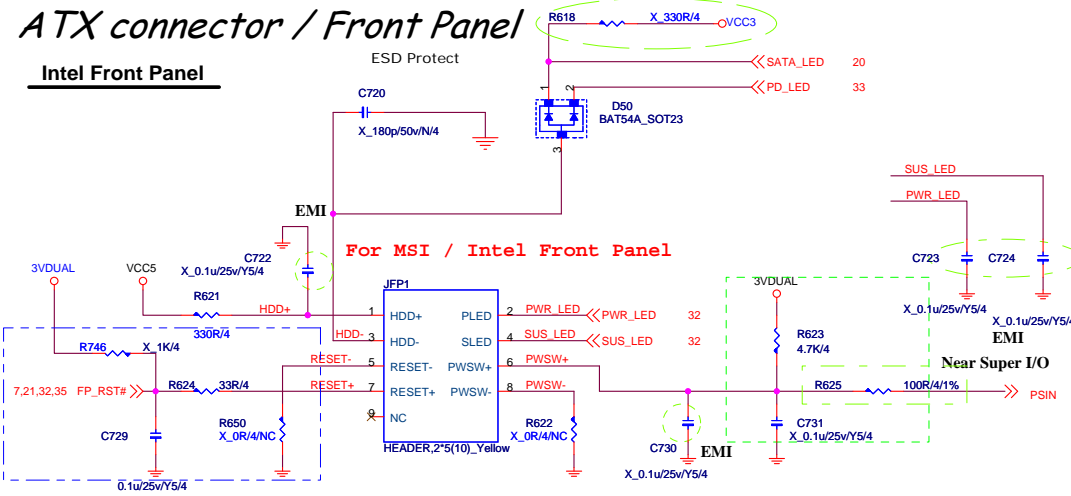 ATX connector / Front Panel
Intel Front Panel
ESD Protect
R618
X_330R/4
VCC3
SATA_LED 20
PD_LED 33
C720
X_180p/50v/N/4
1
2
D50
BAT54A_SOT23
3
EMI
SUS_LED
PWR_LED
For MSI / Intel Front Panel
C722
X_0.1u/25v/Y5/4
C723
C724
X_0.1u/25v/Y5/4
X_0.1u/25v/Y5/4
EMI
Near Super I/O
3VDUAL
VCC5
R621
330R/4
HDD+
HDD-
R746
X_1K/4
7,21,32,35 FP_RST#
R624
33R/4
RESET-
RESET+
C729
0.1u/25v/Y5/4
R650
X_0R/4/NC
JFP1
1 HDD+ PLED 2
3 HDD- SLED 4
5 RESET- PWSW+ 6
7 RESET+ PWSW- 8
9 NC
HEADER,2*5(10)_Yellow
PWR_LED
PWR_LED 32
SUS_LED
SUS_LED 32
PWSW+
PWSW-
R622
X_0R/4/NC
3VDUAL
R623
4.7K/4
R625
100R/4/1%
PSIN
C730
X_0.1u/25v/Y5/4
EMI
C731
X_0.1u/25v/Y5/4